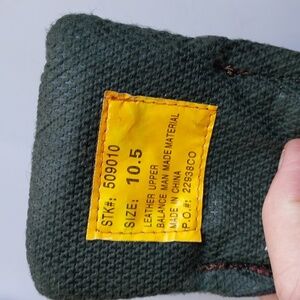 STK#: 509010
SIZE: 10.5
LEATHER UPPER
BALANCE MAN MADE MATERIAL
MADE IN CHINA
P.O.#: 22938CO